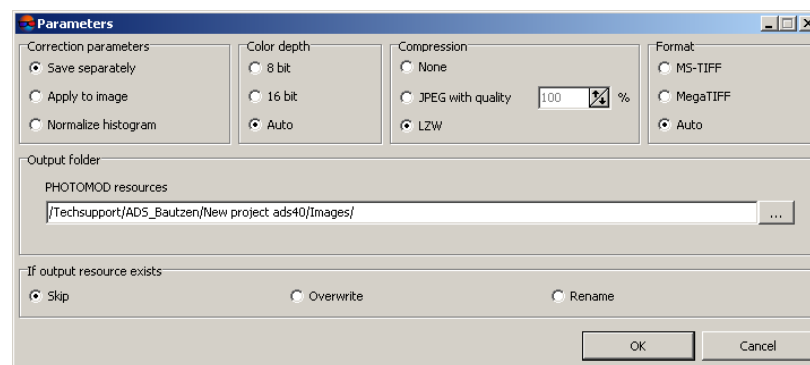 Parameters
Correction parameters
Save separately
Apply to image
Normalize histogram
Color depth
8 bit
16 bit
Auto
Compression
None
JPEG with quality 100 %
LZW
Format
MS-TIFF
MegaTIFF
Auto
Output folder
PHOTOMOD resources
/Techsupport/ADS_Bautzen/New project ads40/Images/
...
If output resource exists
Skip
Overwrite
Rename
OK
Cancel